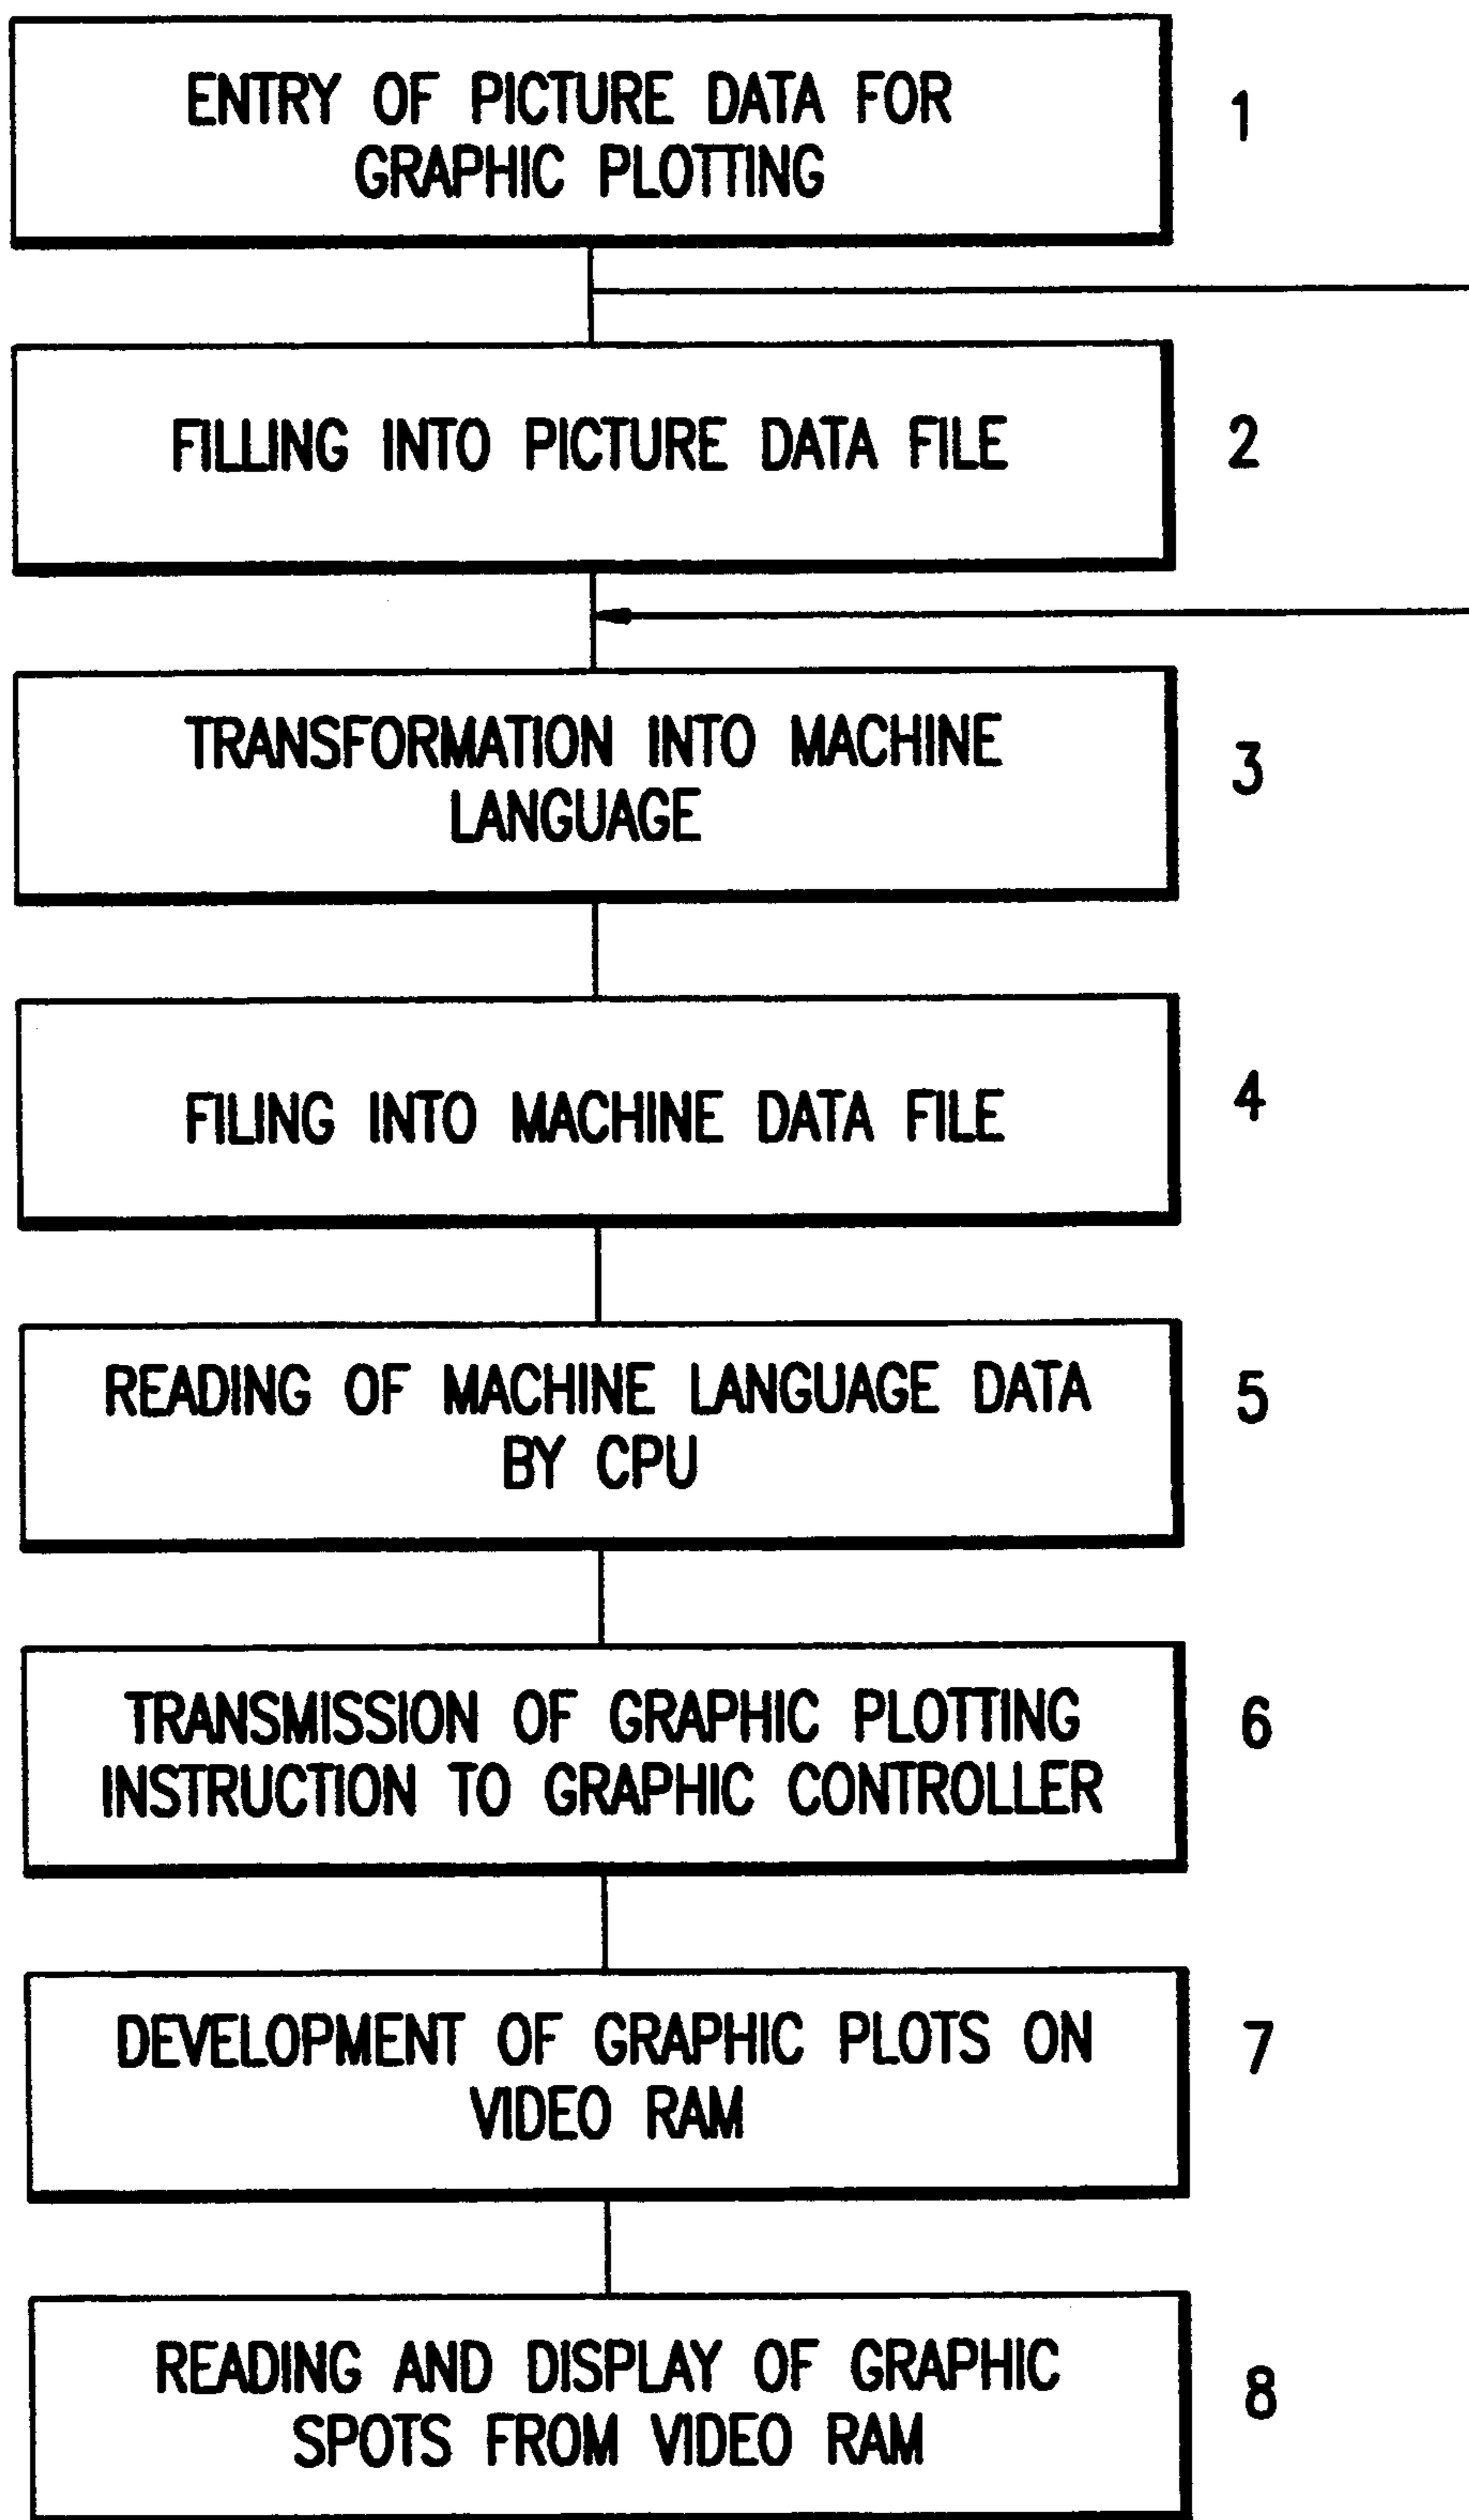 ENTRY OF PICTURE DATA FOR
GRAPHIC PLOTTING
1
FILLING INTO PICTURE DATA FILE
2
TRANSFORMATION INTO MACHINE
LANGUAGE
3
FILING INTO MACHINE DATA FILE
4
READING OF MACHINE LANGUAGE DATA
BY CPU
5
TRANSMISSION OF GRAPHIC PLOTTING
INSTRUCTION TO GRAPHIC CONTROLLER
6
DEVELOPMENT OF GRAPHIC PLOTS ON
VIDEO RAM
7
READING AND DISPLAY OF GRAPHIC
SPOTS FROM VIDEO RAM
8